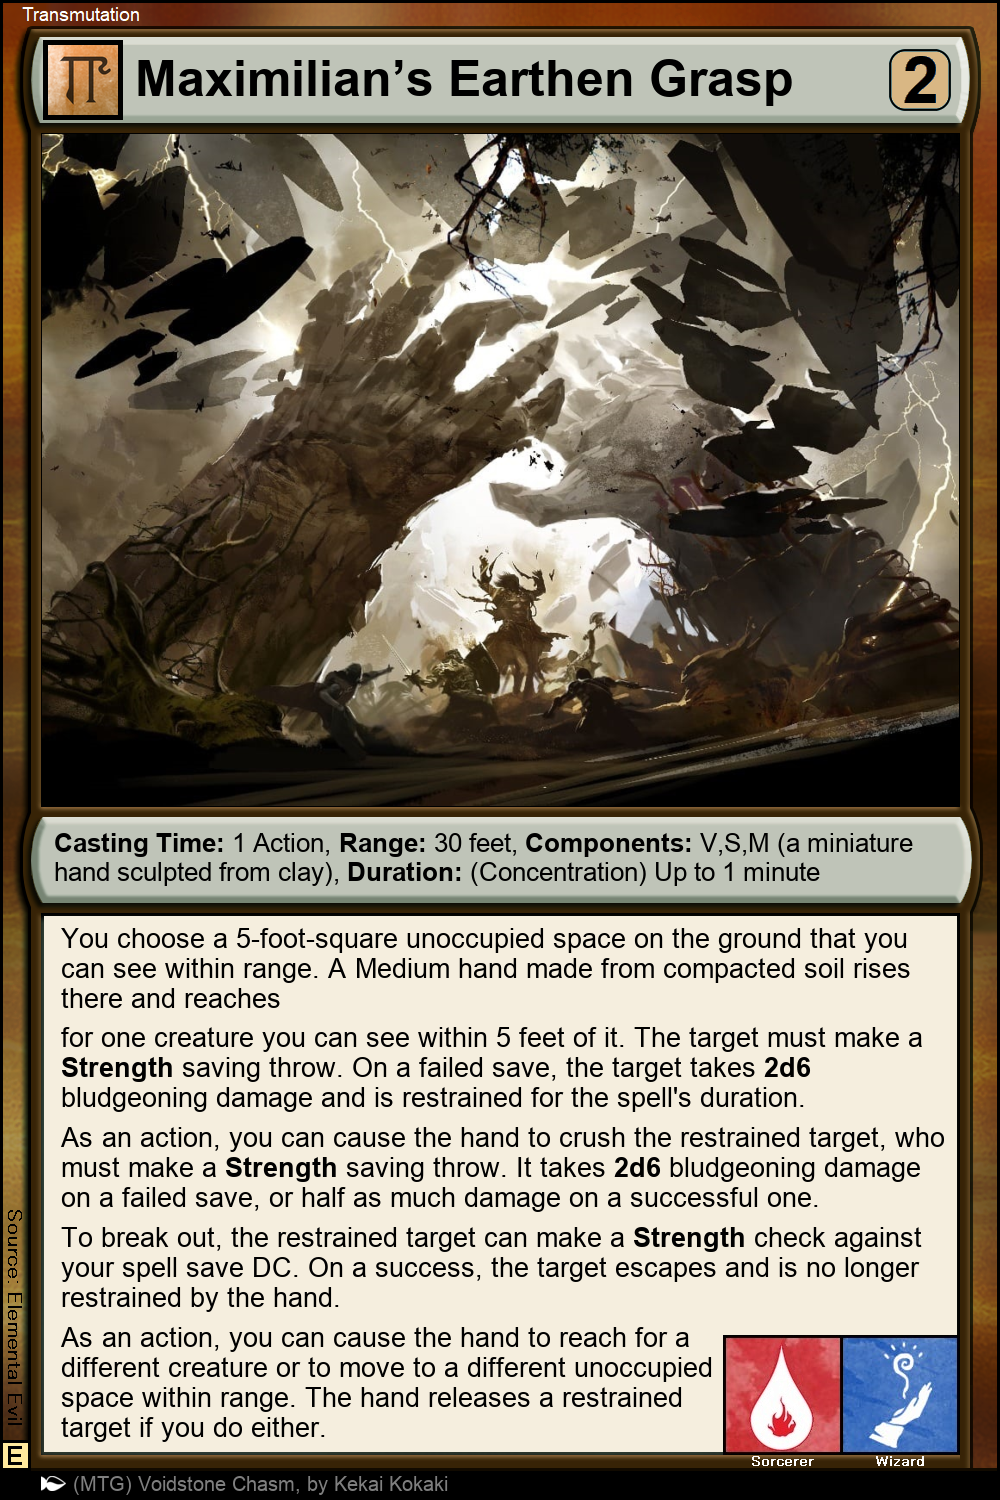 Transmutation
Maximilian’s Earthen Grasp
2
Casting Time: 1 Action, Range: 30 feet, Components: V,S,M (a miniature
hand sculpted from clay), Duration: (Concentration) Up to 1 minute
You choose a 5-foot-square unoccupied space on the ground that you
can see within range. A Medium hand made from compacted soil rises
there and reaches
for one creature you can see within 5 feet of it. The target must make a
Strength saving throw. On a failed save, the target takes 2d6
bludgeoning damage and is restrained for the spell's duration.
As an action, you can cause the hand to crush the restrained target, who
must make a Strength saving throw. It takes 2d6 bludgeoning damage
on a failed save, or half as much damage on a successful one.
To break out, the restrained target can make a Strength check against
your spell save DC. On a success, the target escapes and is no longer
restrained by the hand.
As an action, you can cause the hand to reach for a
different creature or to move to a different unoccupied
space within range. The hand releases a restrained
target if you do either.
Sorcerer
Wizard
Source: Elemental Evil
E
(MTG) Voidstone Chasm, by Kekai Kokaki